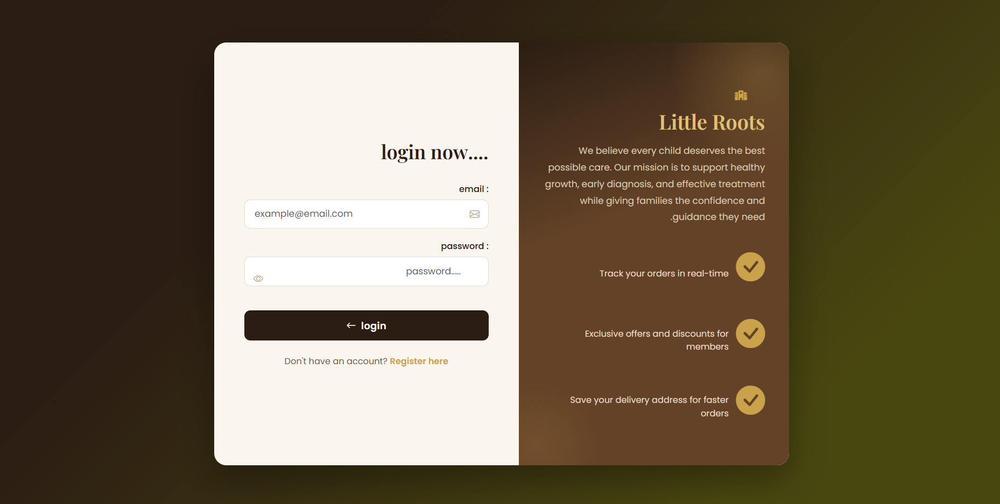 login now....
email :
example@email.com
password :
password.....
login
Don't have an account? Register here
Little Roots
We believe every child deserves the best
possible care. Our mission is to support healthy
growth, early diagnosis, and effective treatment
while giving families the confidence and
.guidance they need
Track your orders in real-time
Exclusive offers and discounts for
members
Save your delivery address for faster
orders